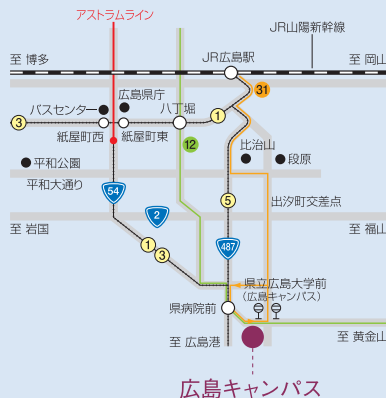 アストラムライン
JR山陽新幹線
至 博多
JR広島駅
至 岡山
広島県庁
バスセンター
八丁堀
31
3
1
紙屋町西
紙屋町東
12
比治山
段原
平和公園
平和大通り
54
5
出汐町交差点
2
至 岩国
至 福山
1
3
487
県立広島大学前
(広島キャンパス)
県病院前
至 黄金山
至 広島港
広島キャンパス